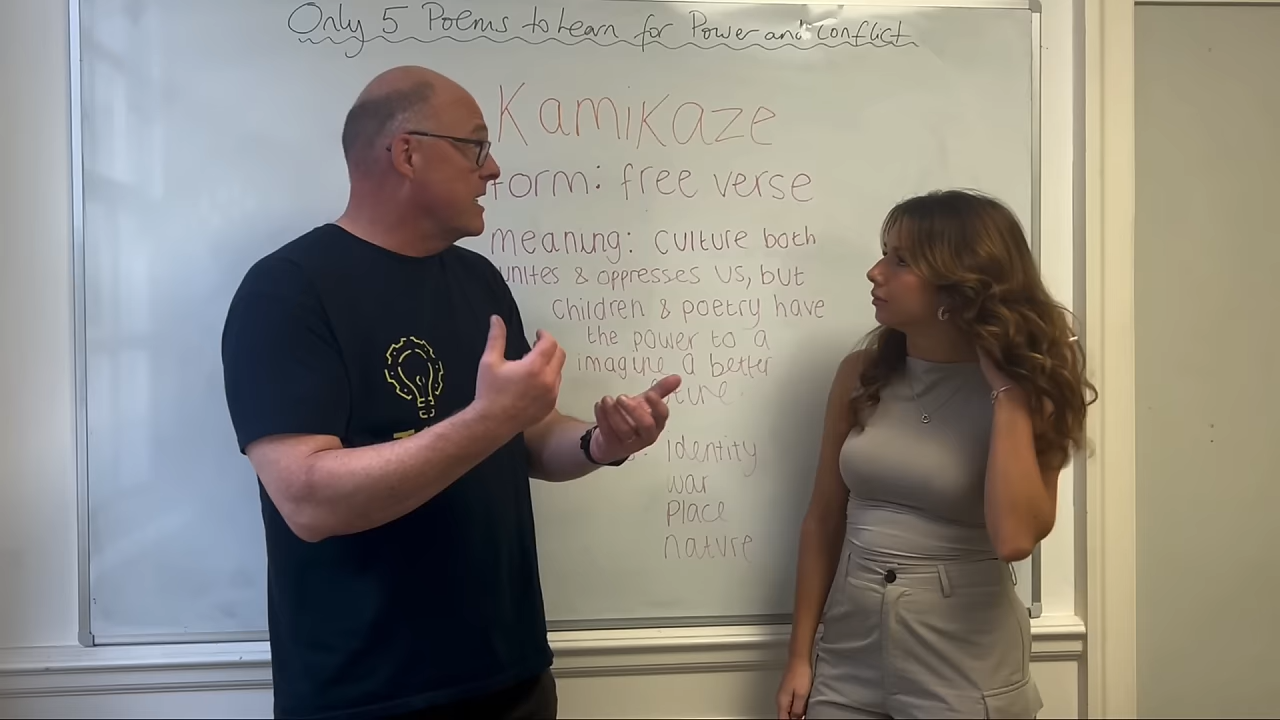 Only 5 Poems to Learn for Power and Conflict
Kamikaze
form: free verse
meaning: culture both
unites & oppresses us, but
children & poetry have
the power to a
imagine a better
identity
war
place
nature